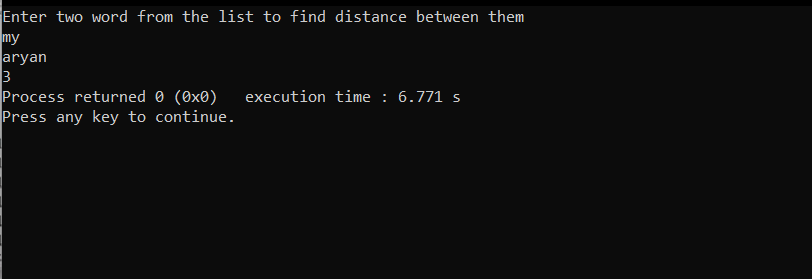 Enter two word from the list to find distance between them
my
aryan
3
Process returned 0 (0x0)   execution time : 6.771 s
Press any key to continue.